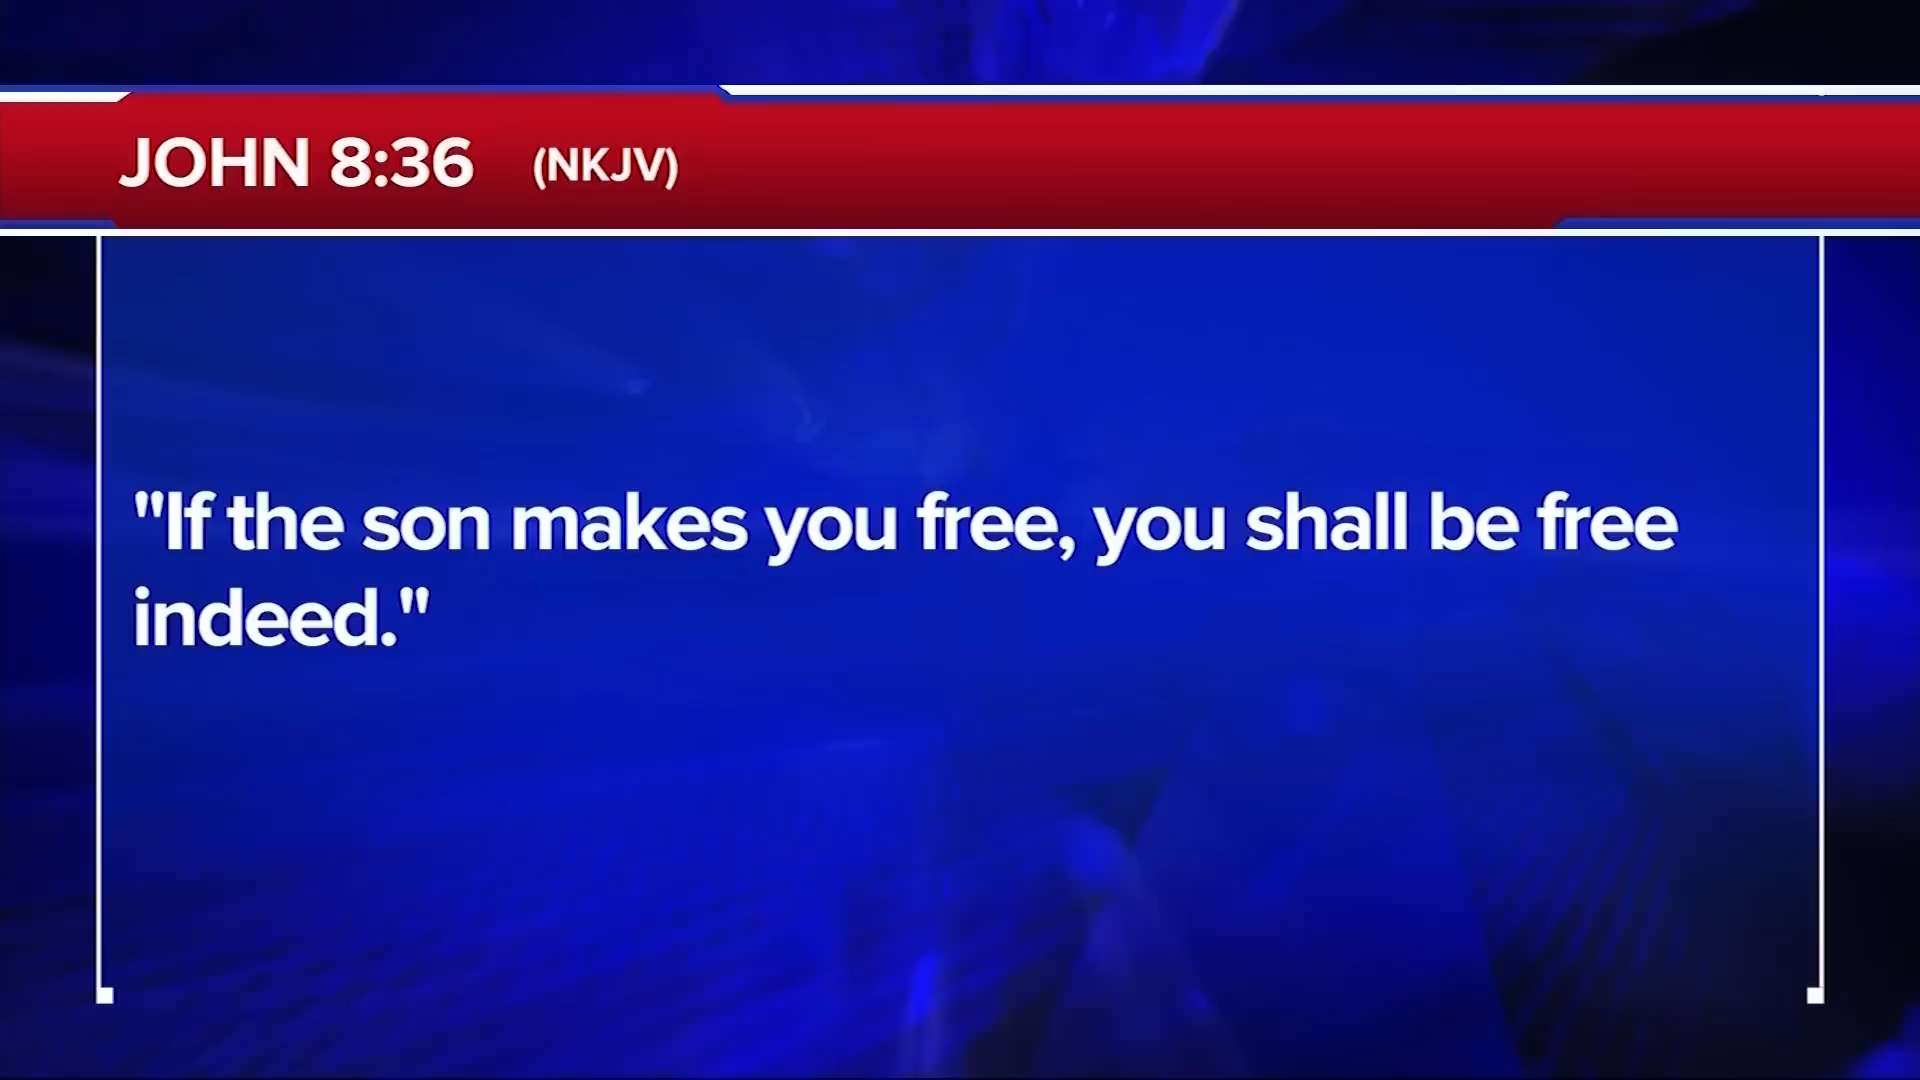 JOHN 8:36 (NKJV)
"If the son makes you free, you shall be free
indeed."